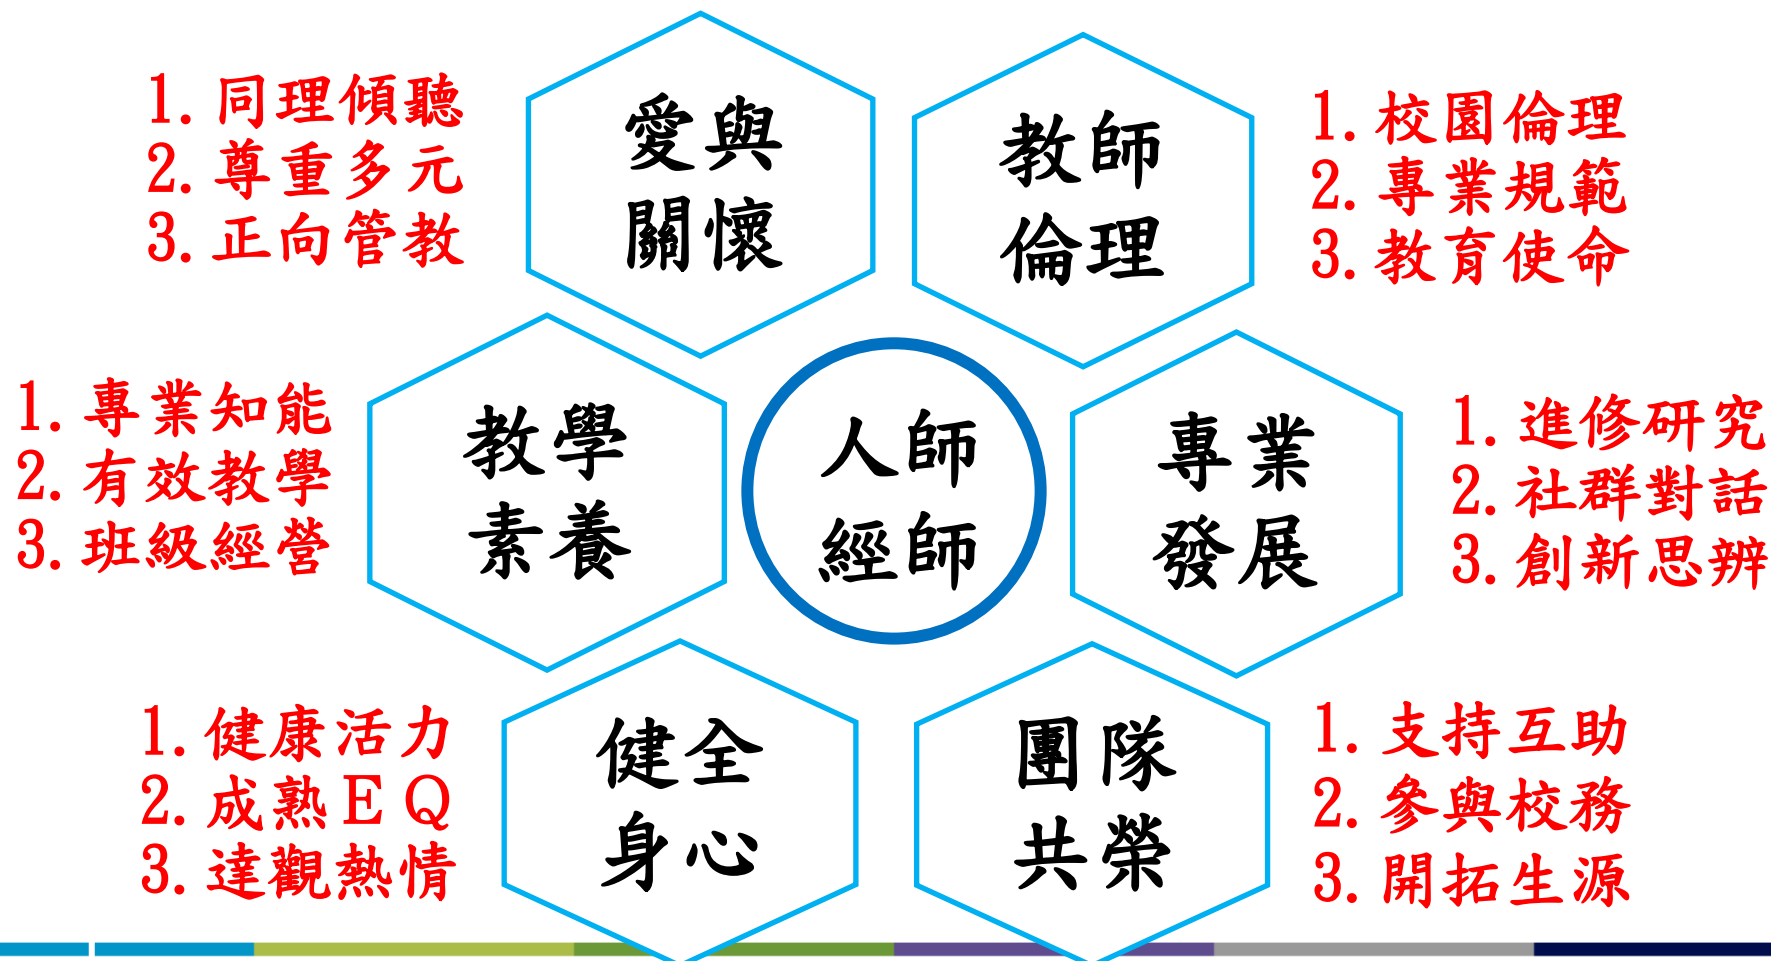 1.同理傾聽
2.尊重多元
3.正向管教
愛與
關懷
教師
倫理
1.校園倫理
2.專業規範
3.教育使命
1.專業知能
2.有效教學
3.班級經營
教學
素養
人師
經師
專業
發展
1.進修研究
2.社群對話
3.創新思辨
1.健康活力
2.成熟EQ
3.達觀熱情
健全
身心
團隊
共榮
1.支持互助
2.參與校務
3.開拓生源